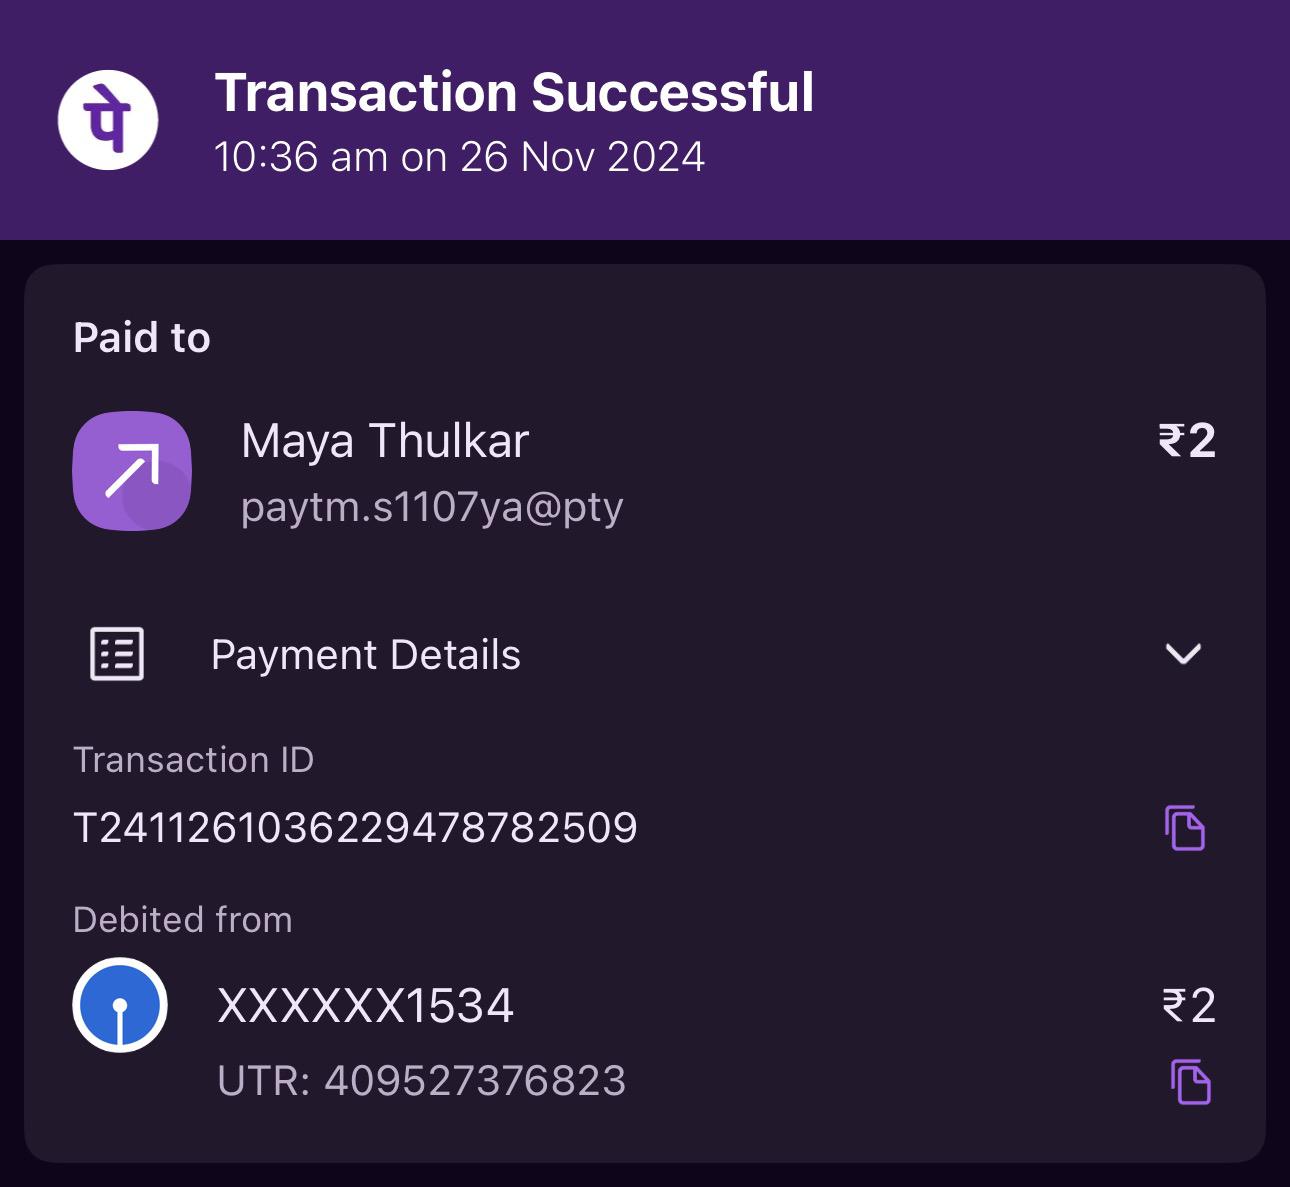 पे
Transaction Successful
10:36 am on 26 Nov 2024
Paid to
Maya Thulkar
₹2
paytm.s1107ya@pty
Payment Details
Transaction ID
T2411261036229478782509
Debited from
XXXXXX1534
₹2
UTR: 409527376823